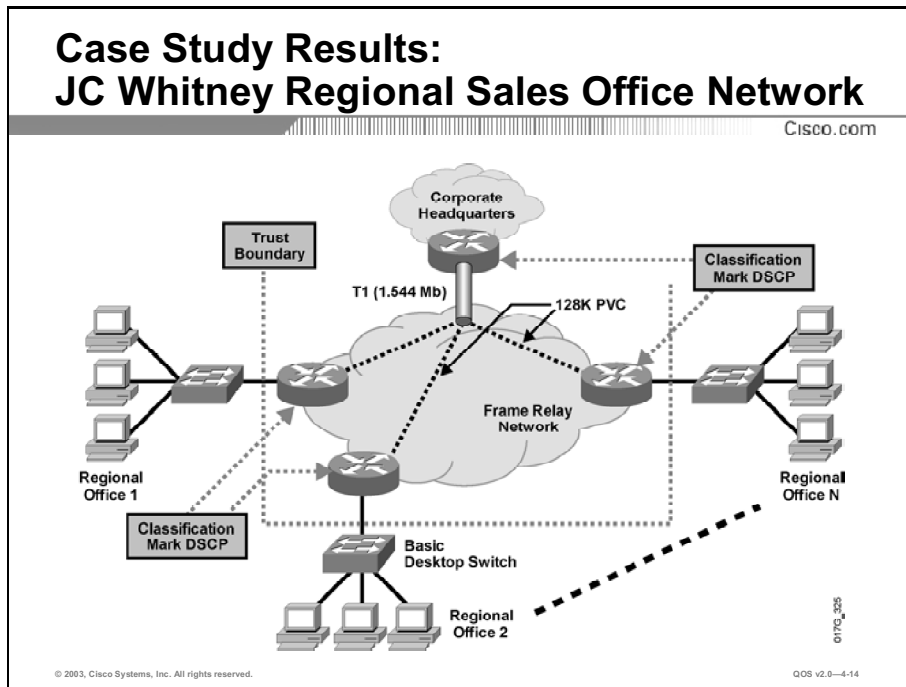 Case Study Results:
JC Whitney Regional Sales Office Network
Cisco.com
Corporate
Headquarters
Trust
Boundary
Classification
Mark DSCP
T1 (1.544 Mb)
128K PVC
Frame Relay
Network
Regional
Office 1
Regional
Office N
Classification
Mark DSCP
Basic
Desktop Switch
Regional
Office 2
017G_325
© 2003, Cisco Systems, Inc. All rights reserved.
QOS v2.0—4-14